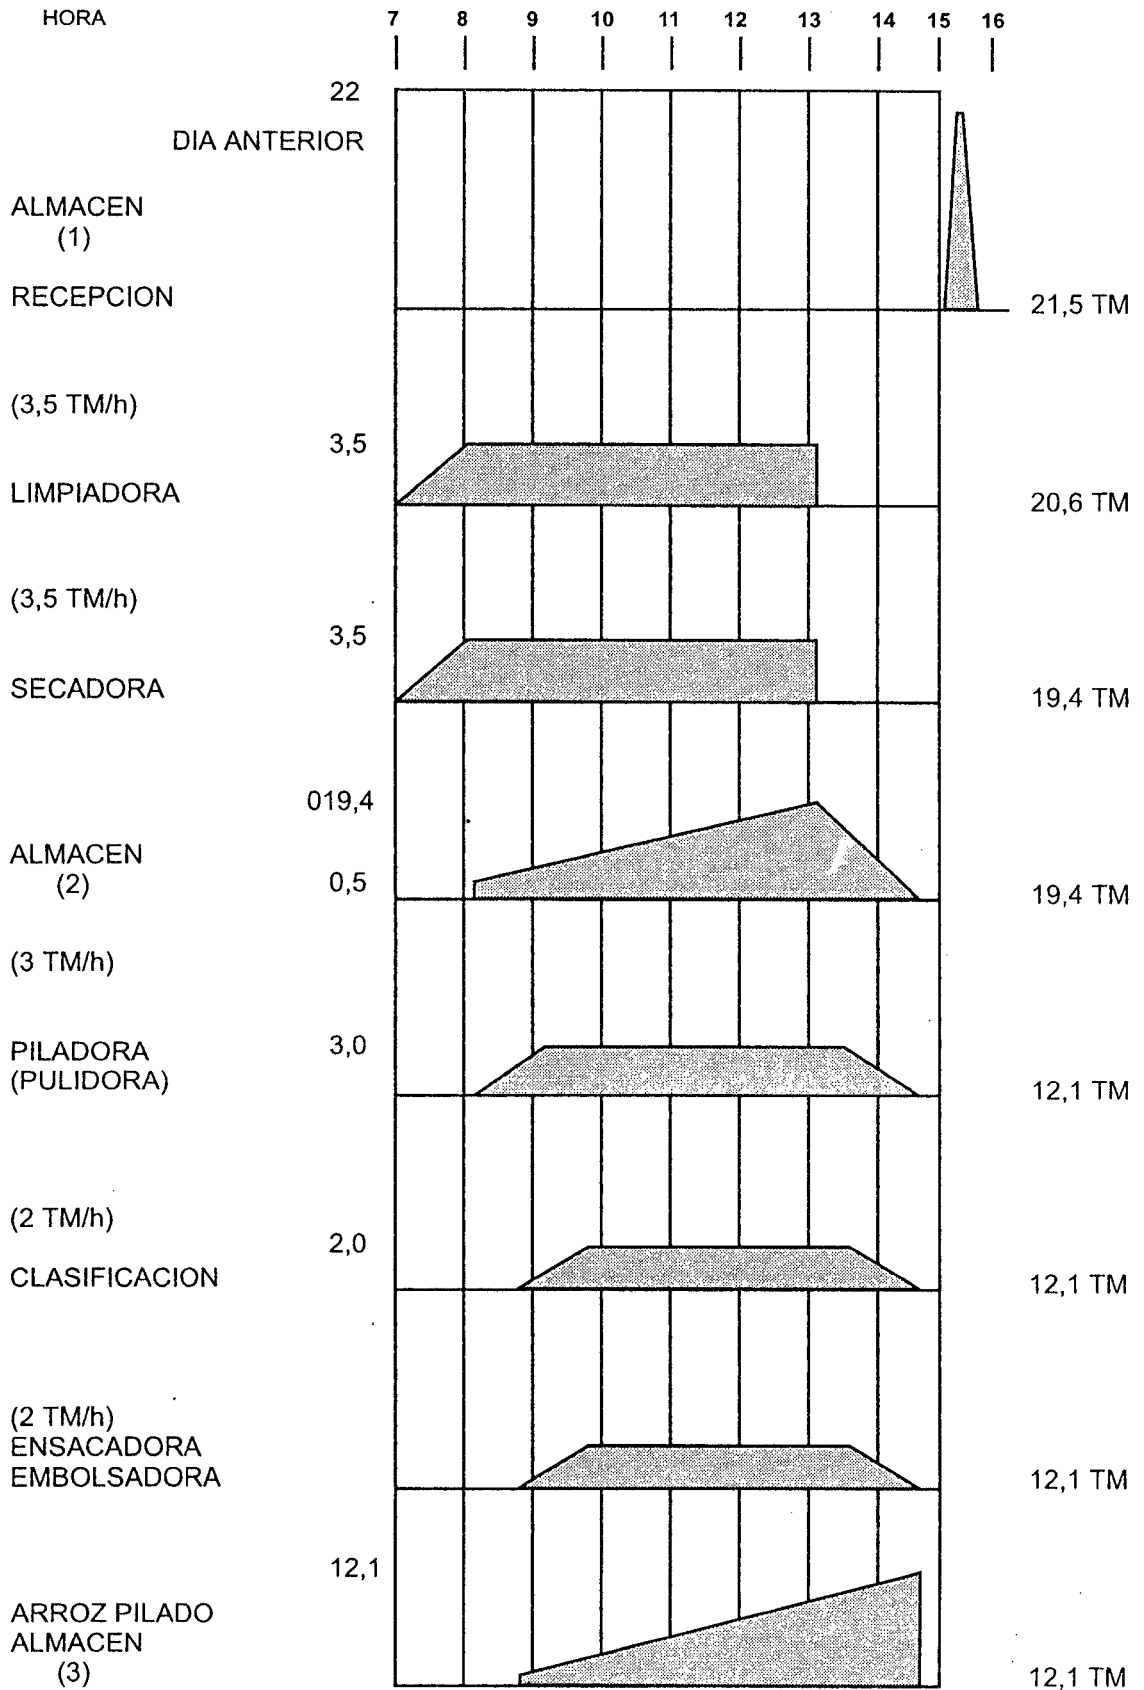 HORA 7 8 9 10 11 12 13 14 15 16
22
DIA ANTERIOR
ALMACEN
(1)
RECEPCION 21,5 TM
(3,5 TM/h)
3,5
LIMPIADORA 20,6 TM
(3,5 TM/h)
3,5
SECADORA 19,4 TM
019,4
ALMACEN
(2) 0,5 19,4 TM
(3 TM/h)
PILADORA 3,0
(PULIDORA) 12,1 TM
(2 TM/h)
2,0
CLASIFICACION 12,1 TM
(2 TM/h)
ENSACADORA
EMBOLSADORA 12,1 TM
12,1
ARROZ PILADO
ALMACEN
(3) 12,1 TM